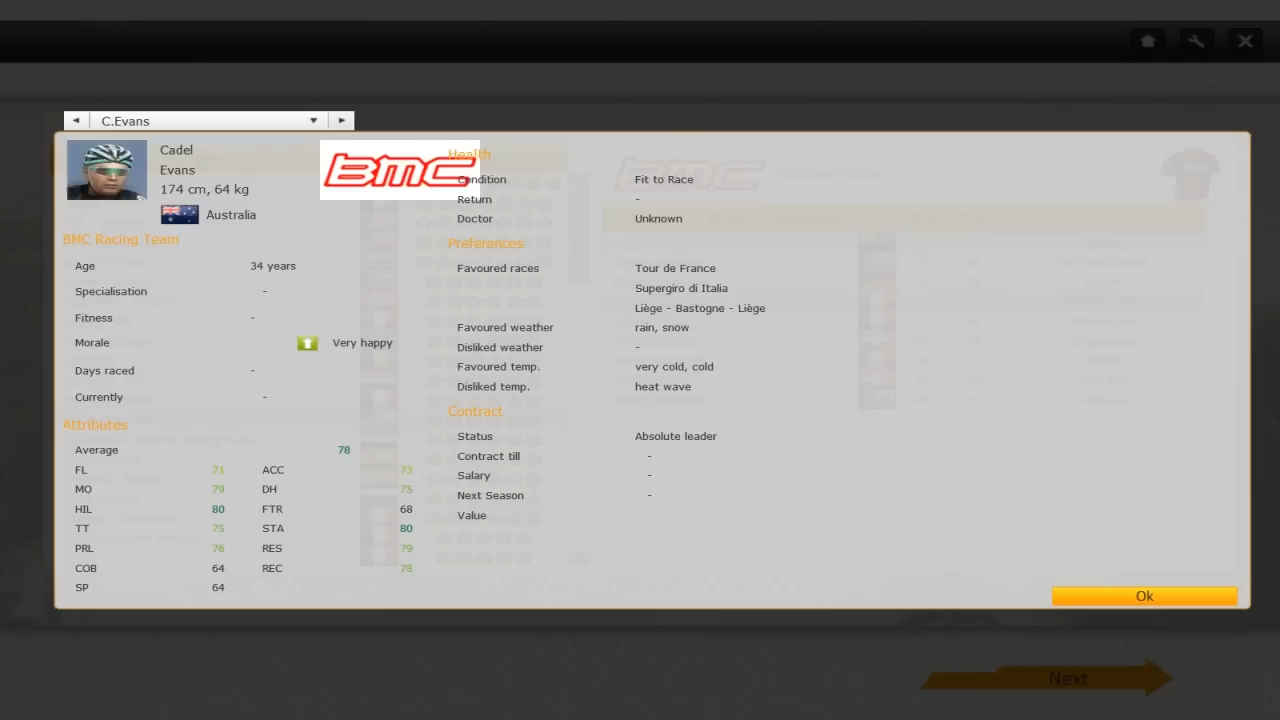 C.Evans
Cadel
Evans
174 cm, 64 kg
Australia
BMC
BMC Racing Team
Age 34 years
Specialisation -
Fitness -
Morale Very happy
Days raced -
Currently -
Attributes
Average 78
FL 71 ACC 73
MO 79 DH 75
HIL 80 FTR 68
TT 75 STA 80
PRL 76 RES 79
COB 64 REC 78
SP 64
Health
Condition Fit to Race
Return -
Doctor Unknown
Preferences
Favoured races Tour de France
Supergiro di Italia
Liège - Bastogne - Liège
Favoured weather rain, snow
Disliked weather -
Favoured temp. very cold, cold
Disliked temp. heat wave
Contract
Status Absolute leader
Contract till -
Salary -
Next Season -
Value
Ok
Next